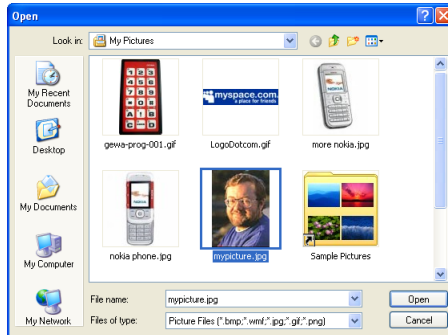 Open
Look in: My Pictures
My Recent
Documents
Desktop
My Documents
My Computer
My Network
myspace.com.
a place for friends
gewa-prog-001.gif LogoDotcom.gif more nokia.jpg
nokia phone.jpg mypicture.jpg Sample Pictures
File name: mypicture.jpg Open
Files of type: Picture Files (*.bmp;*.wmf;*.jpg;*.gif;*.png) Cancel